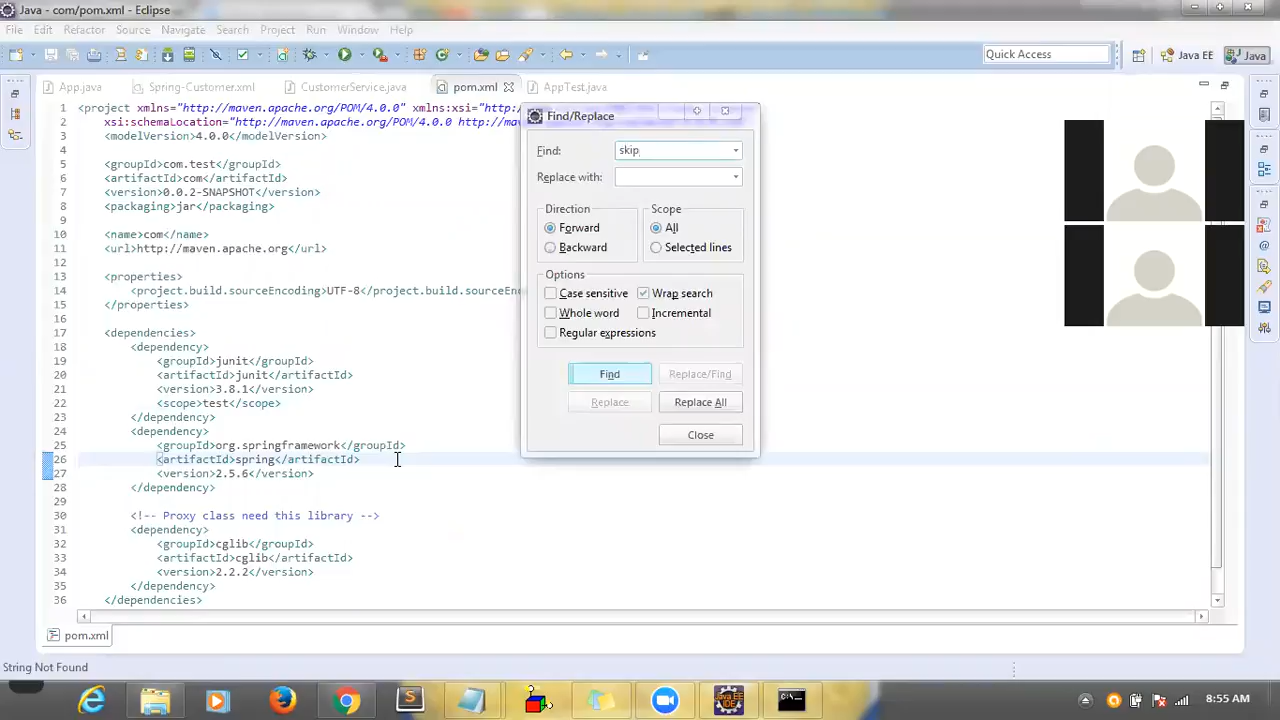 Java - com/pom.xml - Eclipse
File Edit Refactor Source Navigate Search Project Run Window Help
Quick Access
Java EE
Java
App.java
Spring-Customer.xml
CustomerService.java
pom.xml
AppTest.java
1 <project xmlns="http://maven.apache.org/POM/4.0.0" xmlns:xsi="http:/
2 xsi:schemaLocation="http://maven.apache.org/POM/4.0.0 http://mav
3 <modelVersion>4.0.0</modelVersion>
4
5 <groupId>com.test</groupId>
6 <artifactId>com</artifactId>
7 <version>0.0.2-SNAPSHOT</version>
8 <packaging>jar</packaging>
9
10 <name>com</name>
11 <url>http://maven.apache.org</url>
12
13 <properties>
14 <project.build.sourceEncoding>UTF-8</project.build.sourceEnc
15 </properties>
16
17 <dependencies>
18 <dependency>
19 <groupId>junit</groupId>
20 <artifactId>junit</artifactId>
21 <version>3.8.1</version>
22 <scope>test</scope>
23 </dependency>
24 <dependency>
25 <groupId>org.springframework</groupId>
26 <artifactId>spring</artifactId>
27 <version>2.5.6</version>
28 </dependency>
29
30 <!-- Proxy class need this library -->
31 <dependency>
32 <groupId>cglib</groupId>
33 <artifactId>cglib</artifactId>
34 <version>2.2.2</version>
35 </dependency>
36 </dependencies>
Find/Replace
Find: skip
Replace with:
Direction
Forward
Backward
Scope
All
Selected lines
Options
Case sensitive
Wrap search
Whole word
Incremental
Regular expressions
Find
Replace/Find
Replace
Replace All
Close
pom.xml
String Not Found
Java EE
IDE
8:55 AM